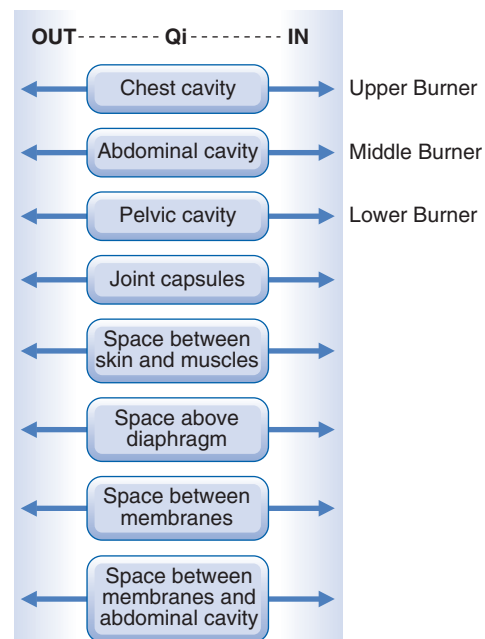 OUT-------- Qi --------- IN
Chest cavity Upper Burner
Abdominal cavity Middle Burner
Pelvic cavity Lower Burner
Joint capsules
Space between
skin and muscles
Space above
diaphragm
Space between
membranes
Space between
membranes and
abdominal cavity